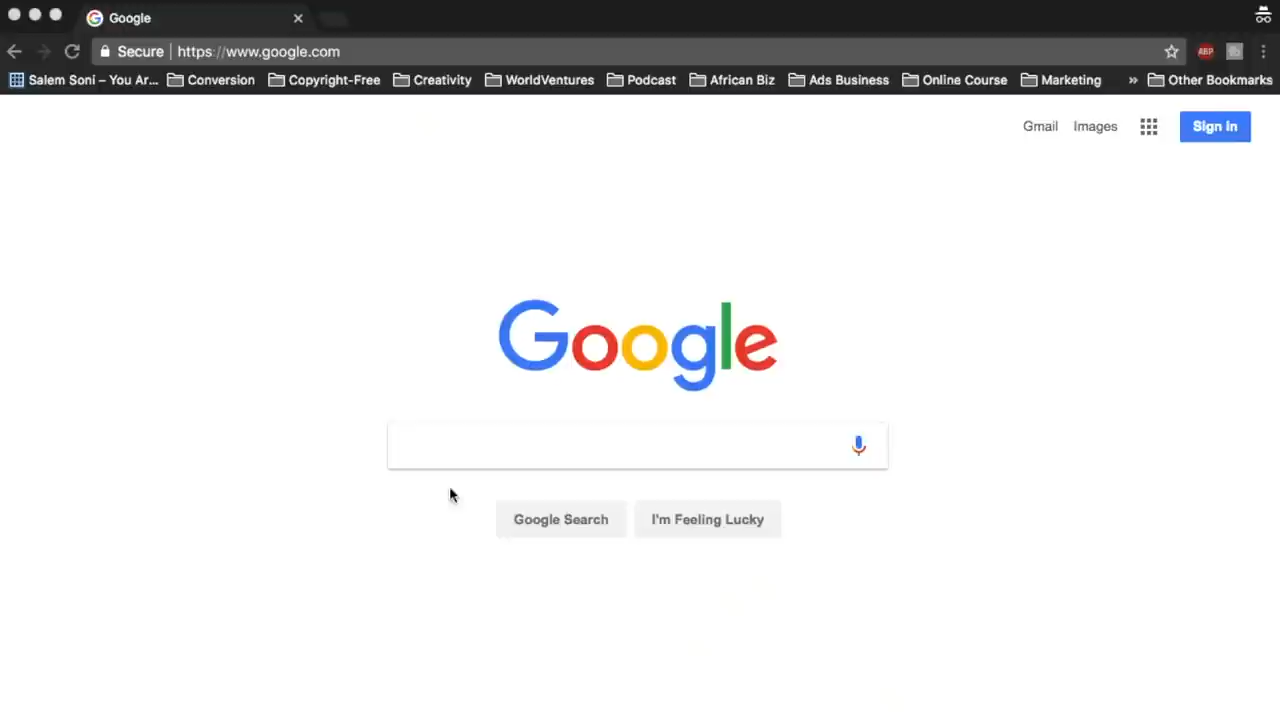 Google
Secure https://www.google.com
ABP
Salem Soni – You Ar... Conversion Copyright-Free Creativity WorldVentures Podcast African Biz Ads Business Online Course Marketing » Other Bookmarks
Gmail Images Sign in
Google
Google Search I'm Feeling Lucky